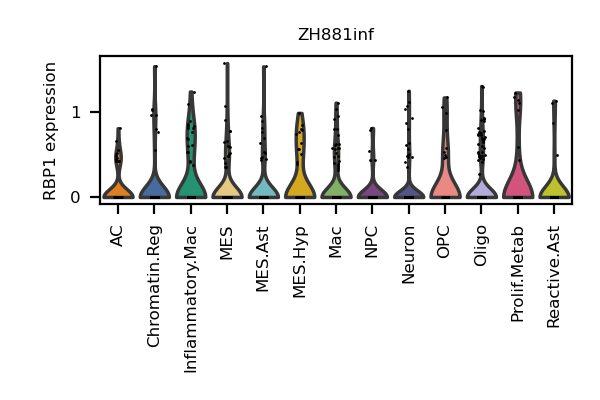 ZH881inf
RBP1 expression
1
0
AC
Chromatin.Reg
Inflammatory.Mac
MES
MES.Ast
MES.Hyp
Mac
NPC
Neuron
OPC
Oligo
Prolif.Metab
Reactive.Ast